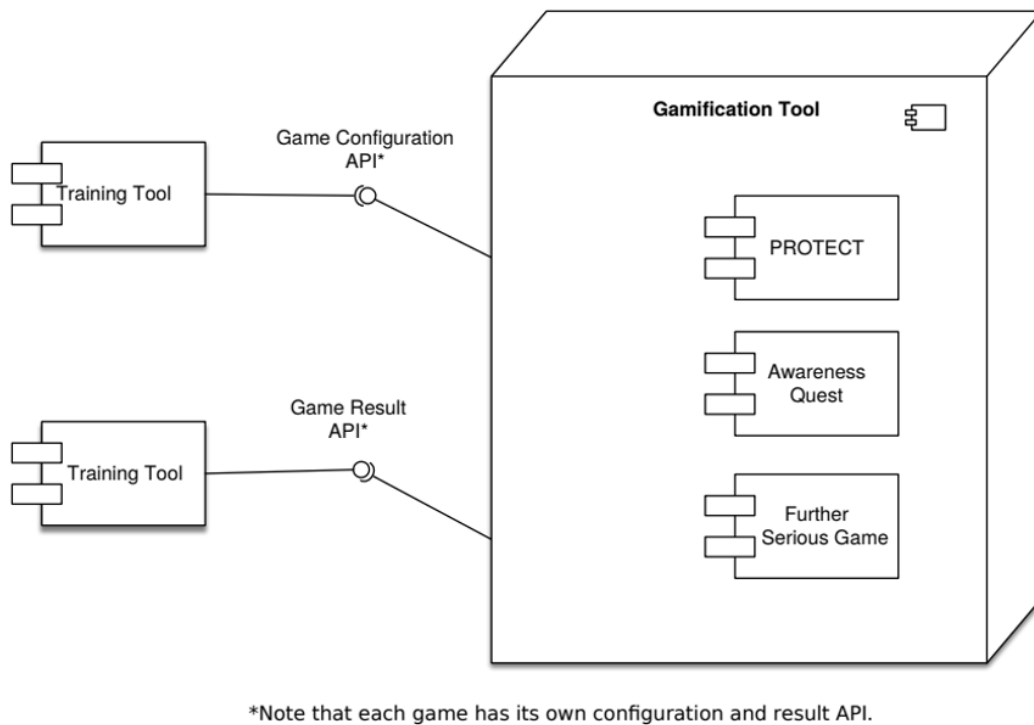 Gamification Tool
Game Configuration
API*
Training Tool
PROTECT
Awareness
Quest
Game Result
API*
Training Tool
Further
Serious Game
*Note that each game has its own configuration and result API.